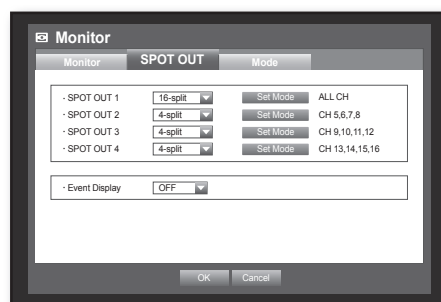 Monitor
Monitor SPOT OUT Mode
· SPOT OUT 1 16-split Set Mode ALL CH
· SPOT OUT 2 4-split Set Mode CH 5,6,7,8
· SPOT OUT 3 4-split Set Mode CH 9,10,11,12
· SPOT OUT 4 4-split Set Mode CH 13,14,15,16
· Event Display OFF
OK Cancel